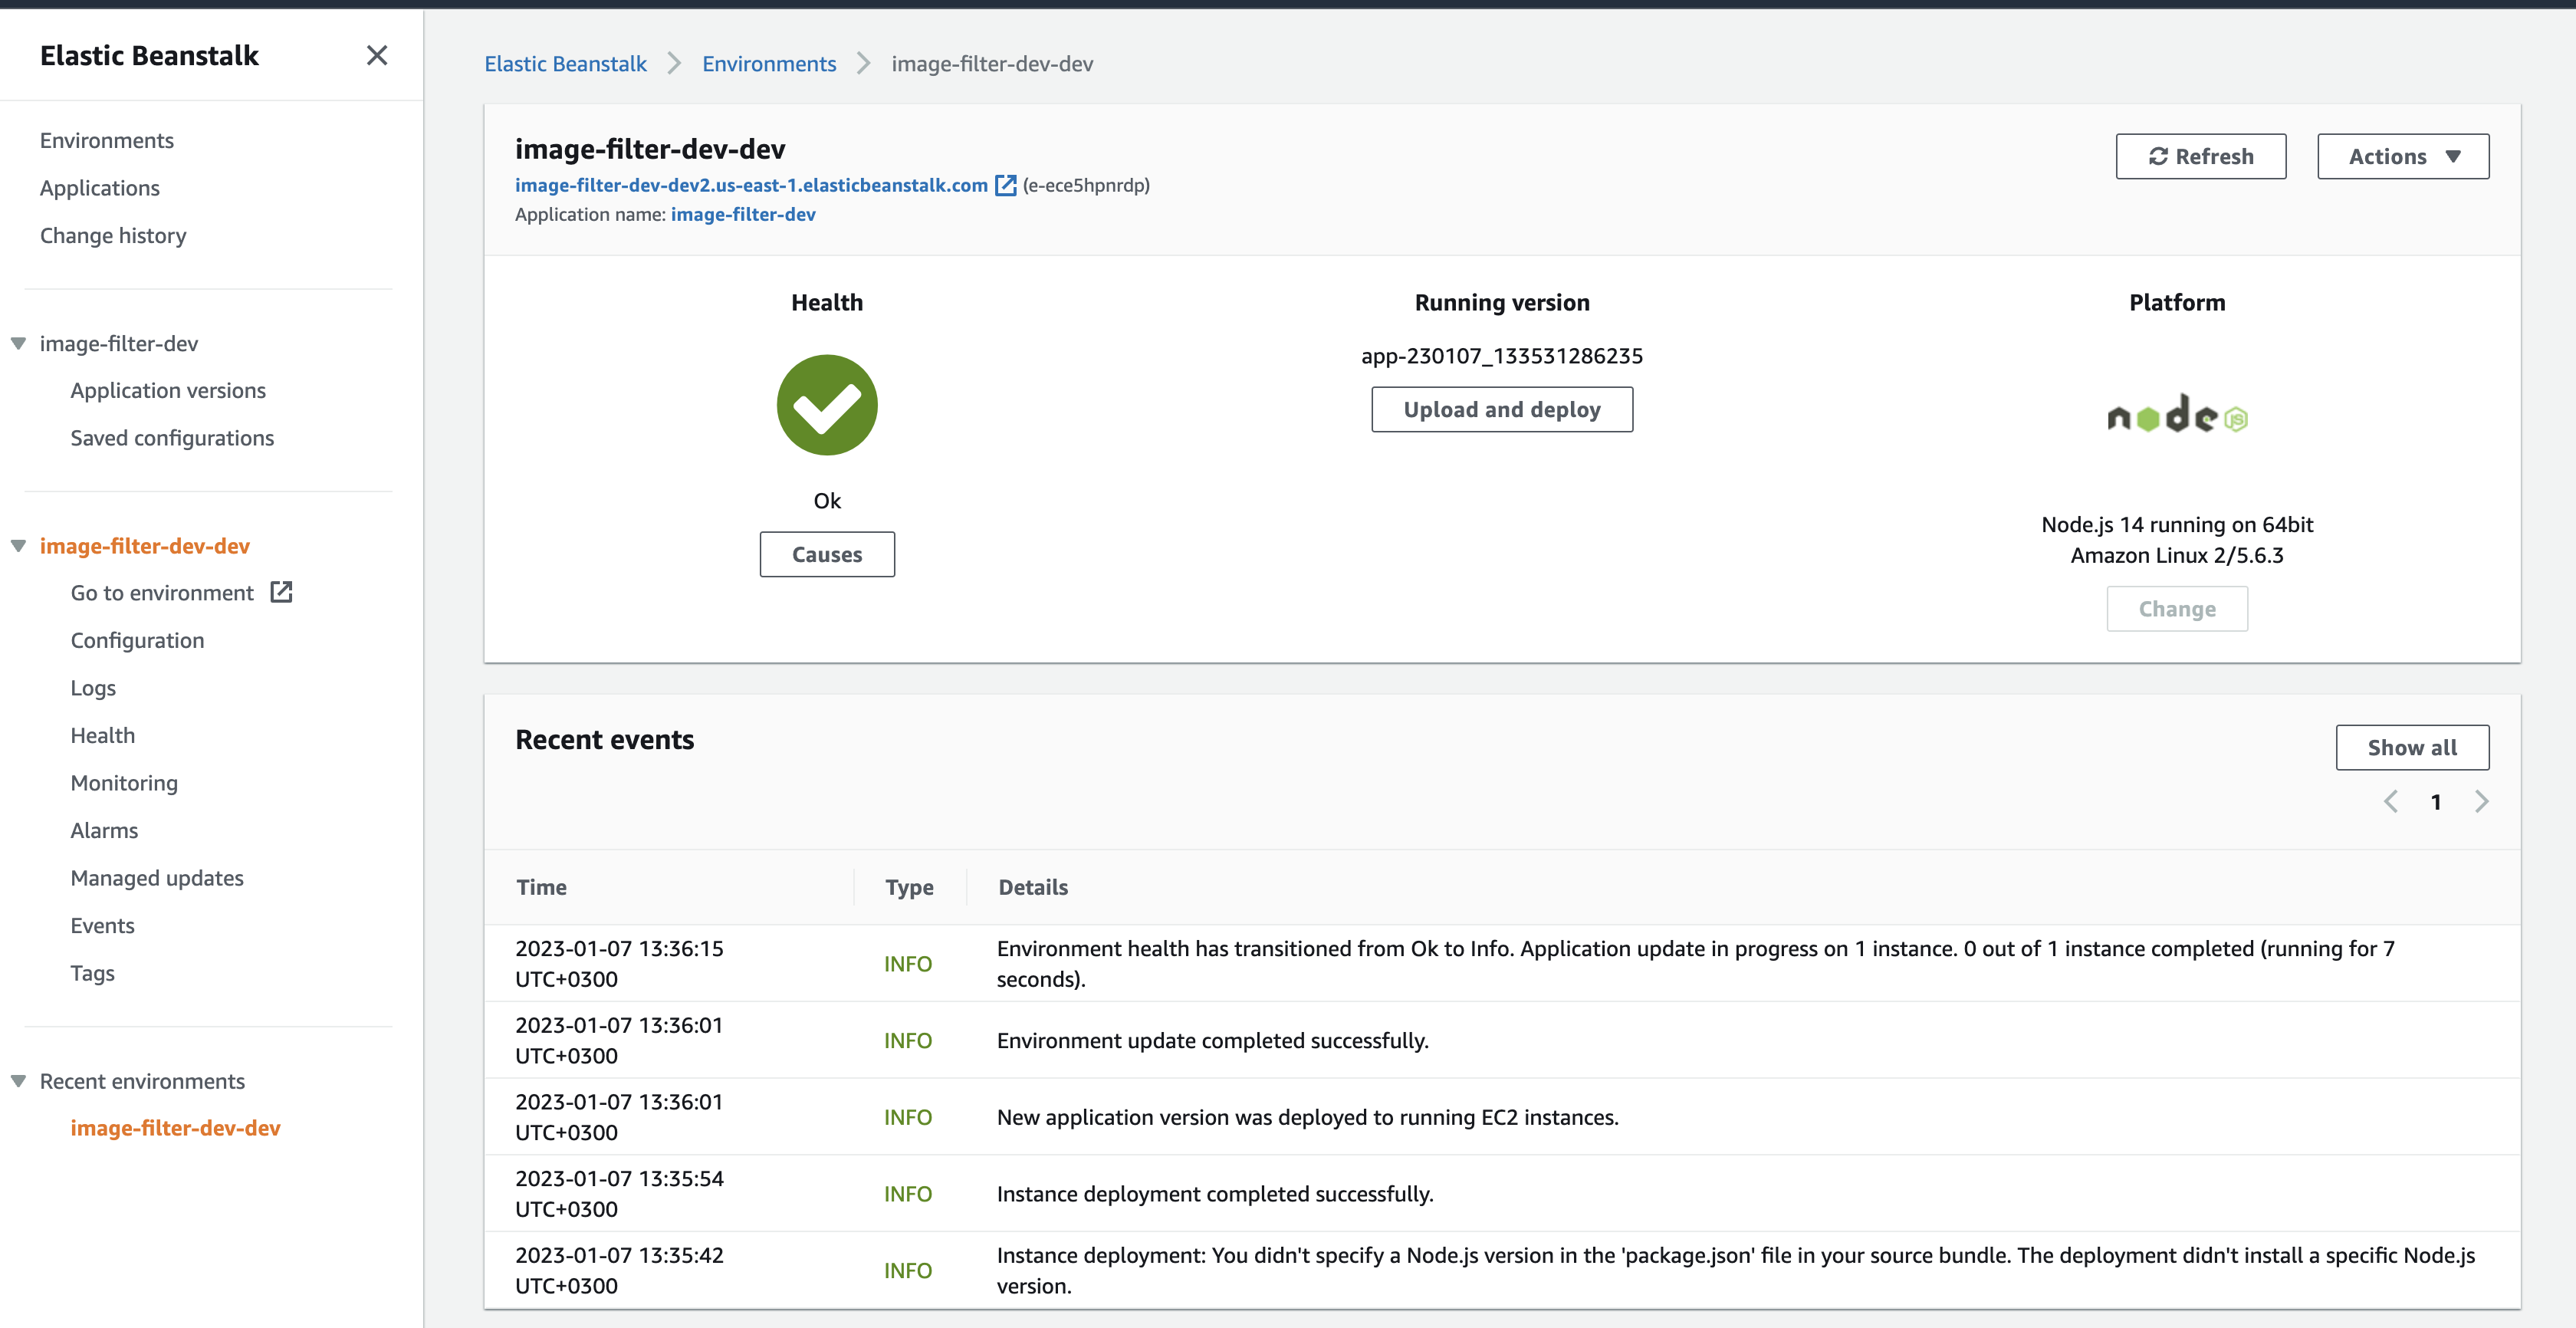 Elastic Beanstalk
Environments
Applications
Change history
image-filter-dev
Application versions
Saved configurations
image-filter-dev-dev
Go to environment
Configuration
Logs
Health
Monitoring
Alarms
Managed updates
Events
Tags
Recent environments
image-filter-dev-dev
Elastic Beanstalk Environments image-filter-dev-dev
image-filter-dev-dev
Refresh
Actions
image-filter-dev-dev2.us-east-1.elasticbeanstalk.com (e-ece5hpnrdp)
Application name: image-filter-dev
Health
Ok
Causes
Running version
app-230107_133531286235
Upload and deploy
Platform
node JS
Node.js 14 running on 64bit
Amazon Linux 2/5.6.3
Change
Recent events
Show all
1
Time Type Details
2023-01-07 13:36:15
UTC+0300
INFO
Environment health has transitioned from Ok to Info. Application update in progress on 1 instance. 0 out of 1 instance completed (running for 7
seconds).
2023-01-07 13:36:01
UTC+0300
INFO
Environment update completed successfully.
2023-01-07 13:36:01
UTC+0300
INFO
New application version was deployed to running EC2 instances.
2023-01-07 13:35:54
UTC+0300
INFO
Instance deployment completed successfully.
2023-01-07 13:35:42
UTC+0300
INFO
Instance deployment: You didn't specify a Node.js version in the 'package.json' file in your source bundle. The deployment didn't install a specific Node.js
version.